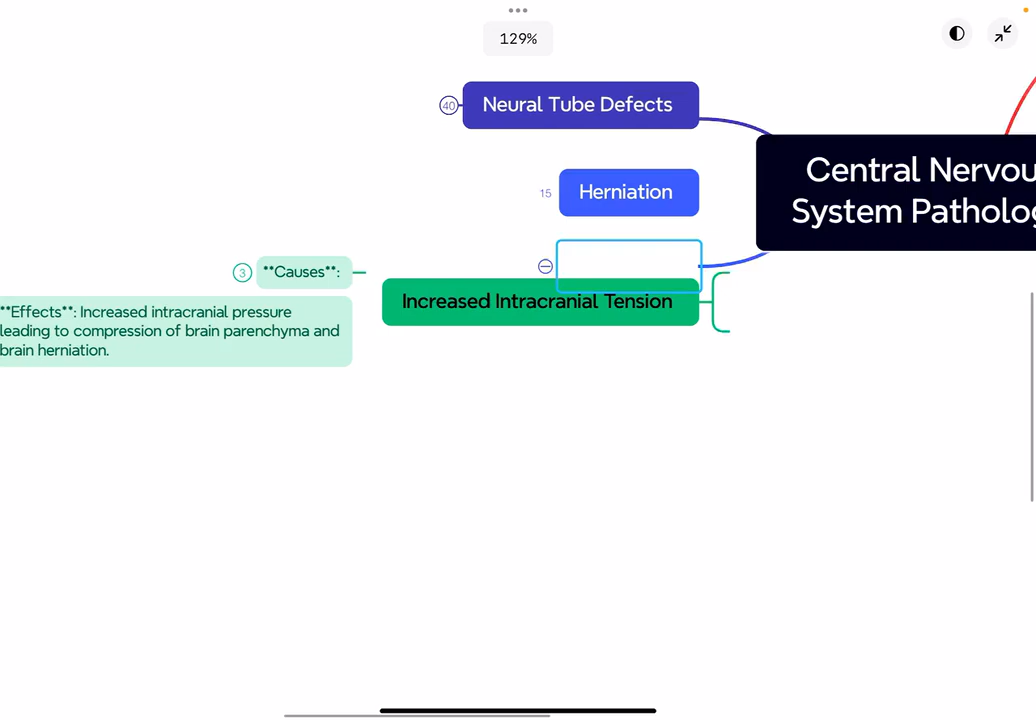 129%
40
Neural Tube Defects
Central Nervou
System Patholog
15
Herniation
3
**Causes**:
Increased Intracranial Tension
**Effects**: Increased intracranial pressure
leading to compression of brain parenchyma and
brain herniation.